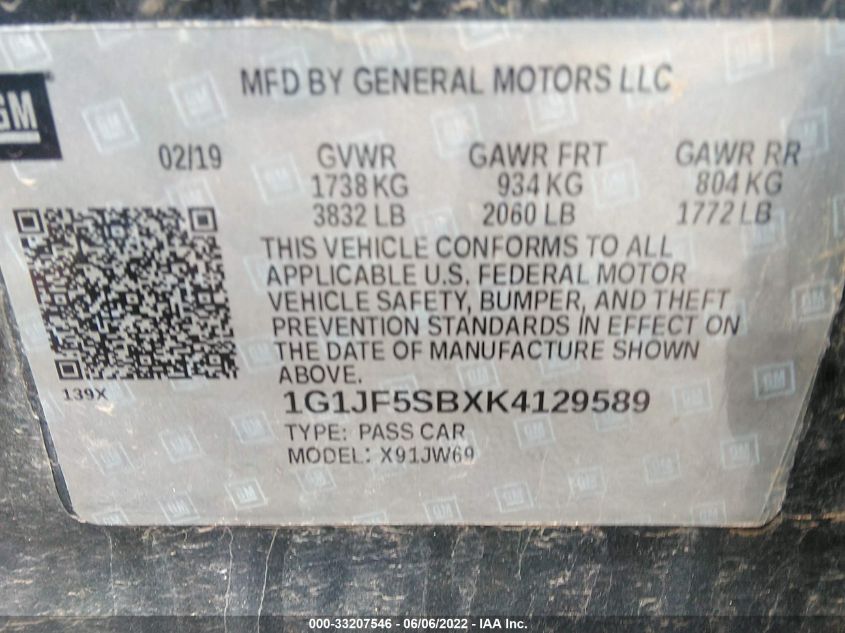 MFD BY GENERAL MOTORS LLC
GM
02/19 GVWR GAWR FRT GAWR RR
1738 KG 934 KG 804 KG
3832 LB 2060 LB 1772 LB
THIS VEHICLE CONFORMS TO ALL
APPLICABLE U.S. FEDERAL MOTOR
VEHICLE SAFETY, BUMPER, AND THEFT
PREVENTION STANDARDS IN EFFECT ON
THE DATE OF MANUFACTURE SHOWN
ABOVE.
139X
1G1JF5SBXK4129589
TYPE: PASS CAR
MODEL: X91JW69
000-33207546 - 06/06/2022 - IAA Inc.